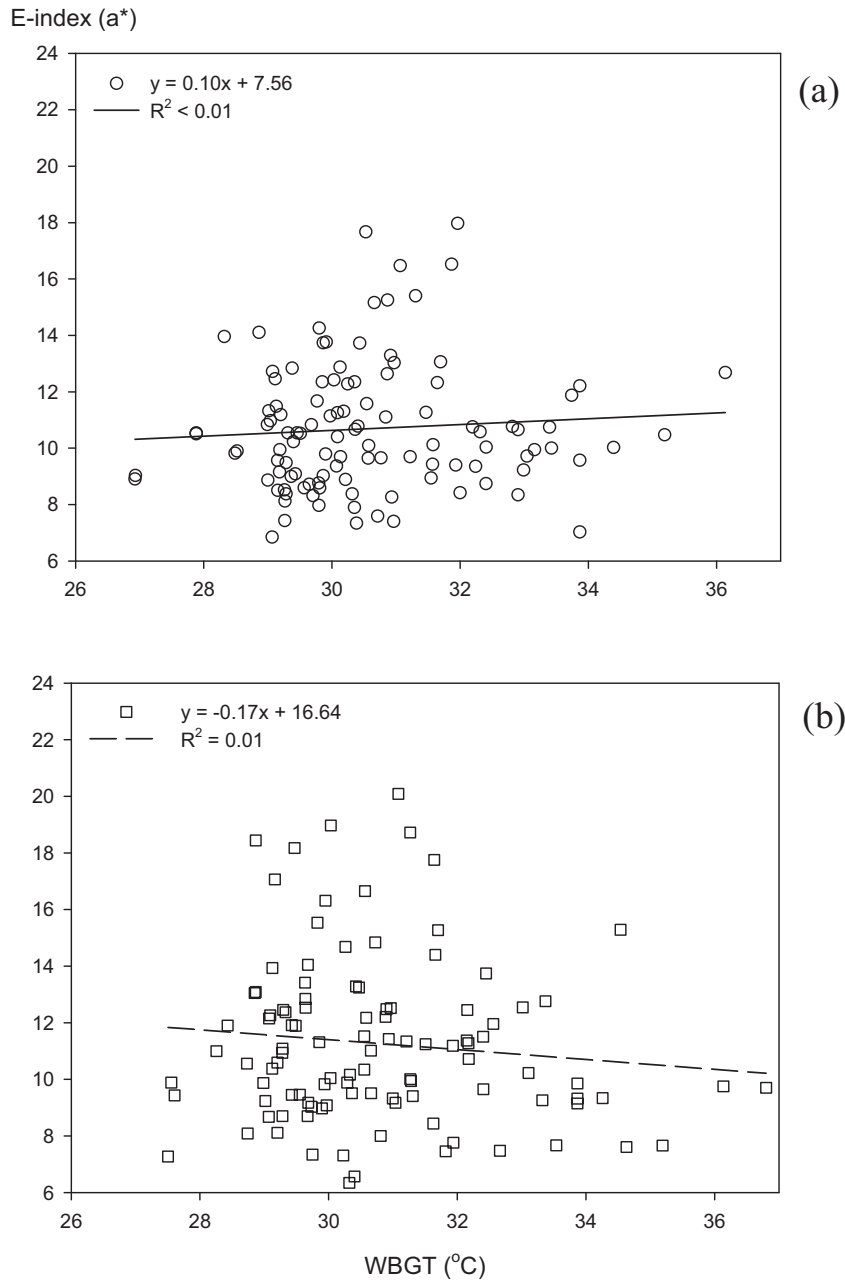 E-index (a*)
24
22
20
18
16
14
12
10
8
6
y = 0.10x + 7.56
R² < 0.01
(a)
26 28 30 32 34 36
24
22
20
18
16
14
12
10
8
6
y = -0.17x + 16.64
R² = 0.01
(b)
26 28 30 32 34 36
WBGT (°C)